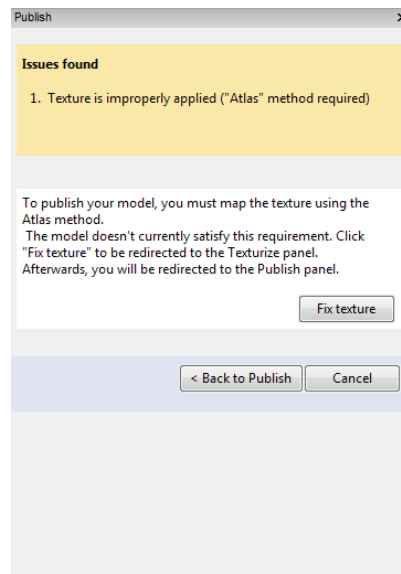 Publish
Issues found
1. Texture is improperly applied ("Atlas" method required)
To publish your model, you must map the texture using the
Atlas method.
The model doesn't currently satisfy this requirement. Click
"Fix texture" to be redirected to the Texturize panel.
Afterwards, you will be redirected to the Publish panel.
Fix texture
< Back to Publish
Cancel